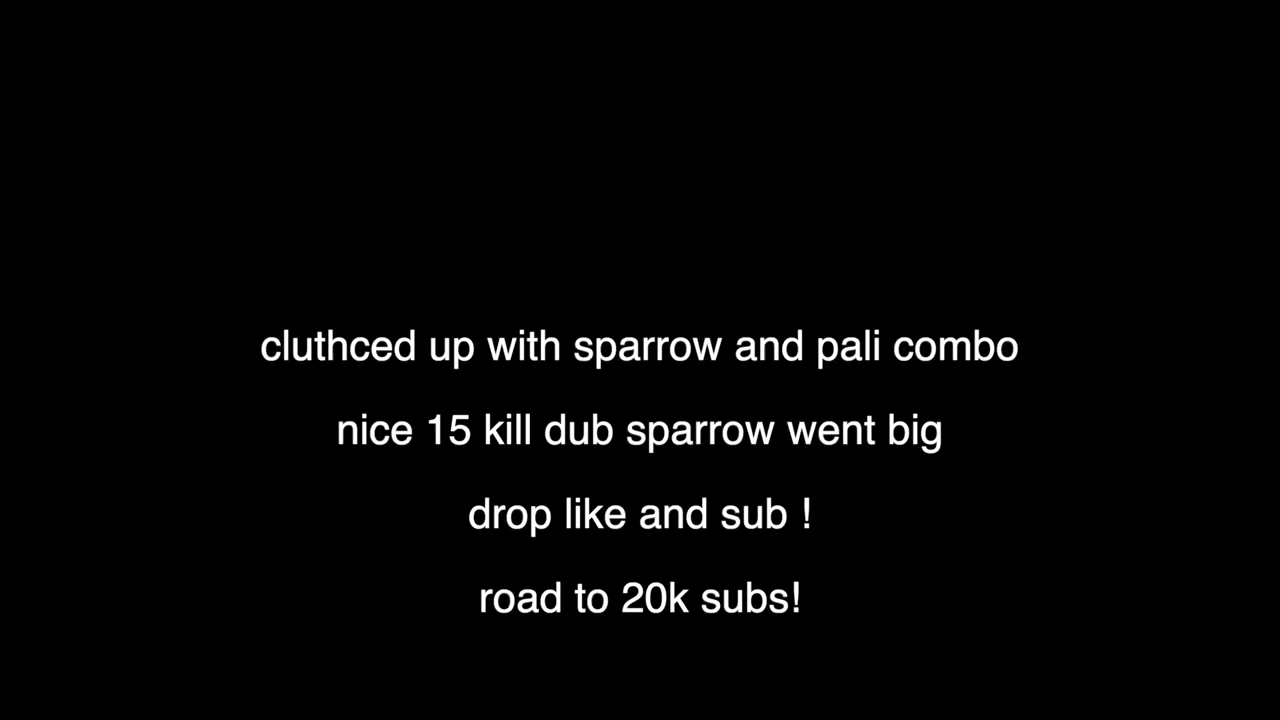 cluthced up with sparrow and pali combo
nice 15 kill dub sparrow went big
drop like and sub !
road to 20k subs!